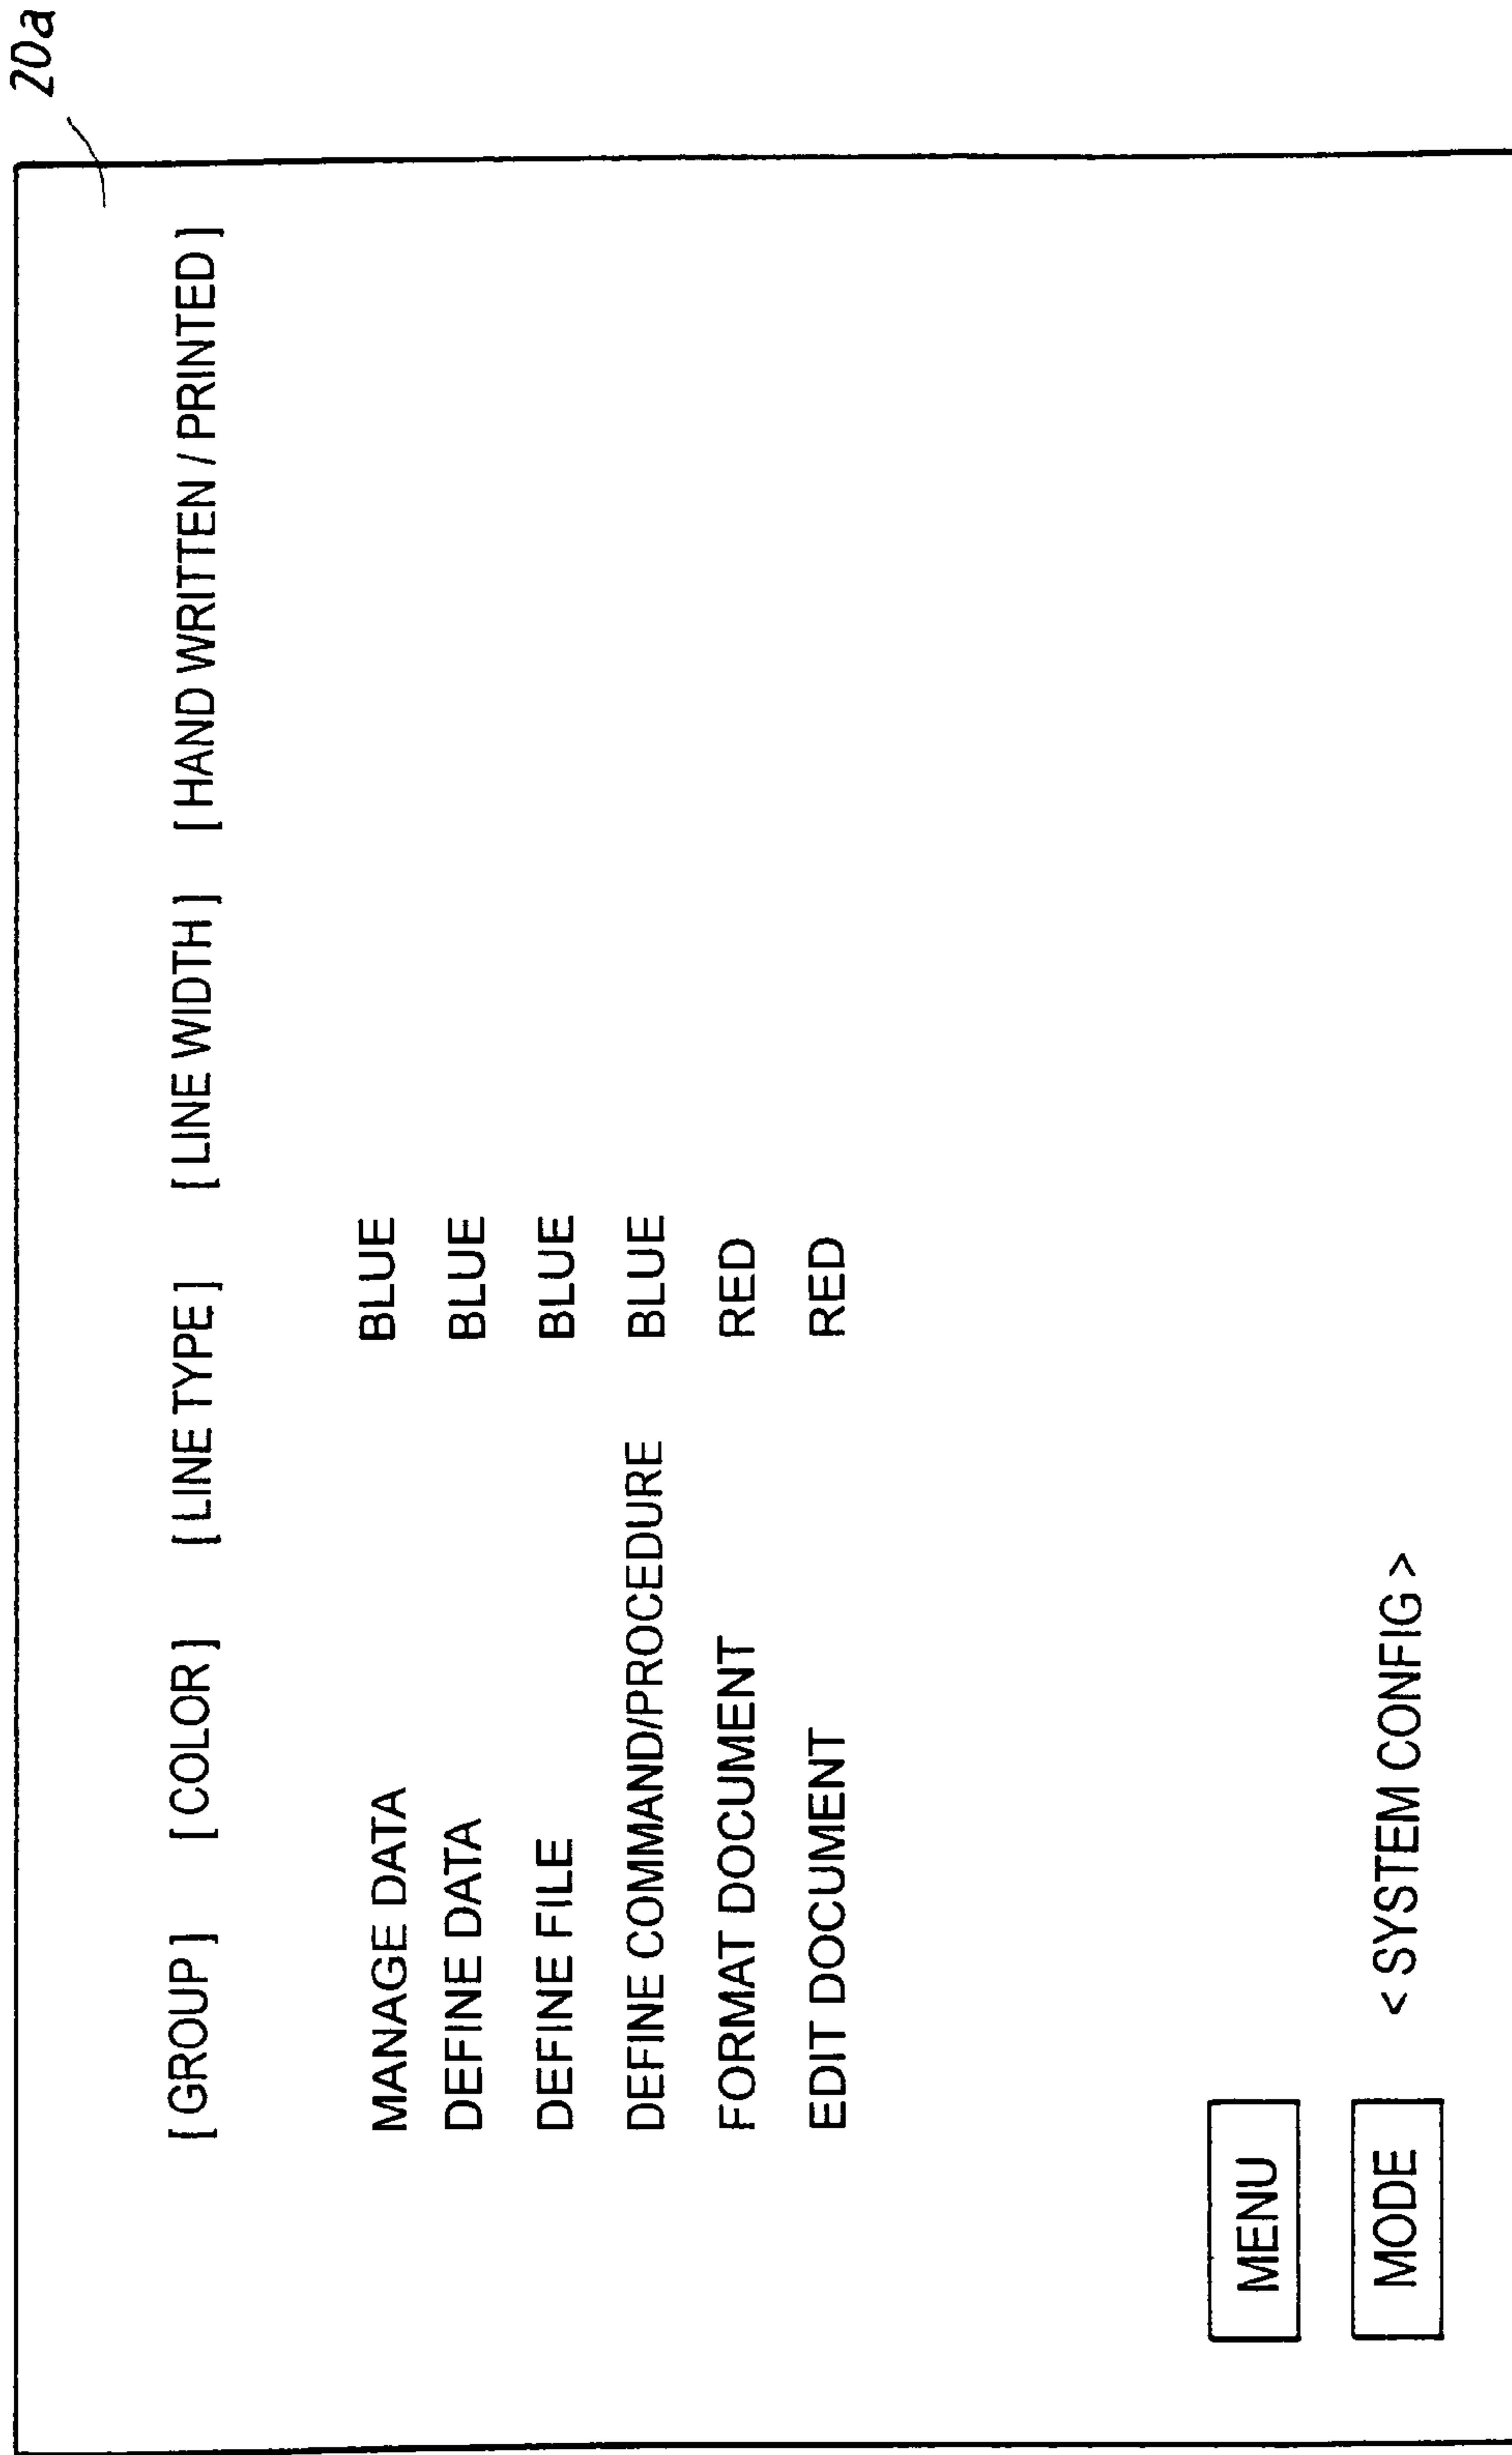 20a
[GROUP] [COLOR] [LINE TYPE] [LINE WIDTH] [HAND WRITTEN / PRINTED]
MANAGE DATA BLUE
DEFINE DATA BLUE
DEFINE FILE BLUE
DEFINE COMMAND/PROCEDURE BLUE
FORMAT DOCUMENT RED
EDIT DOCUMENT RED
MENU
MODE < SYSTEM CONFIG >